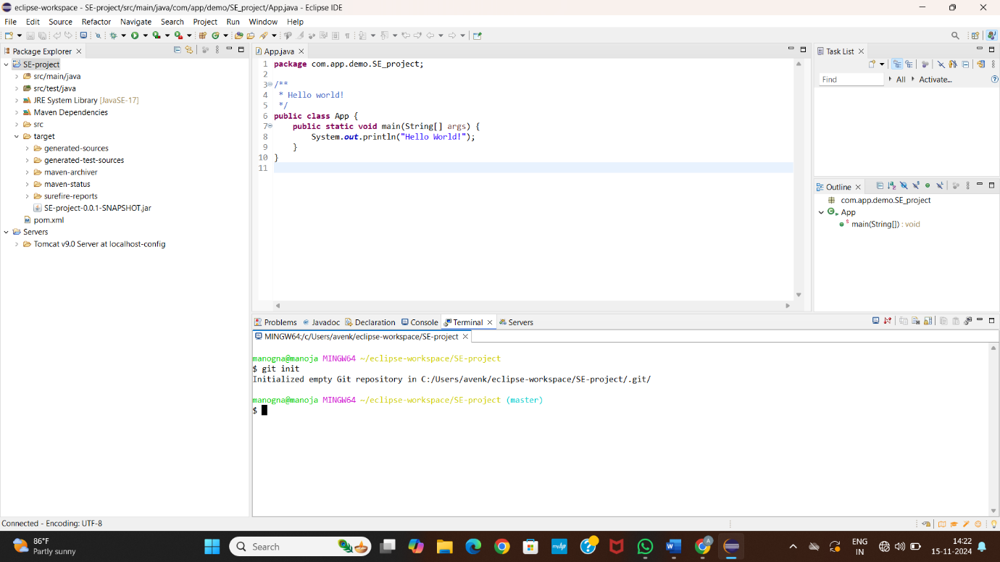 eclipse-workspace - SE-project/src/main/java/com/app/demo/SE_project/App.java - Eclipse IDE
File Edit Source Refactor Navigate Search Project Run Window Help
Package Explorer
SE-project
src/main/java
src/test/java
JRE System Library [JavaSE-17]
Maven Dependencies
src
target
generated-sources
generated-test-sources
maven-archiver
maven-status
surefire-reports
SE-project-0.0.1-SNAPSHOT.jar
pom.xml
Servers
Tomcat v9.0 Server at localhost-config
App.java
1 package com.app.demo.SE_project;
2
3 /**
4 * Hello world!
5 */
6 public class App {
7 public static void main(String[] args) {
8 System.out.println("Hello World!");
9 }
10 }
11
Task List
Find All Activate...
Outline
com.app.demo.SE_project
App
main(String[]) : void
Problems Javadoc Declaration Console Terminal Servers
MINGW64:/c/Users/avenk/eclipse-workspace/SE-project
manogna@manoja MINGW64 ~/eclipse-workspace/SE-project
$ git init
Initialized empty Git repository in C:/Users/avenk/eclipse-workspace/SE-project/.git/
manogna@manoja MINGW64 ~/eclipse-workspace/SE-project (master)
$
Connected - Encoding: UTF-8
86°F
Partly sunny
Search
myHP
ENG
IN
14:22
15-11-2024